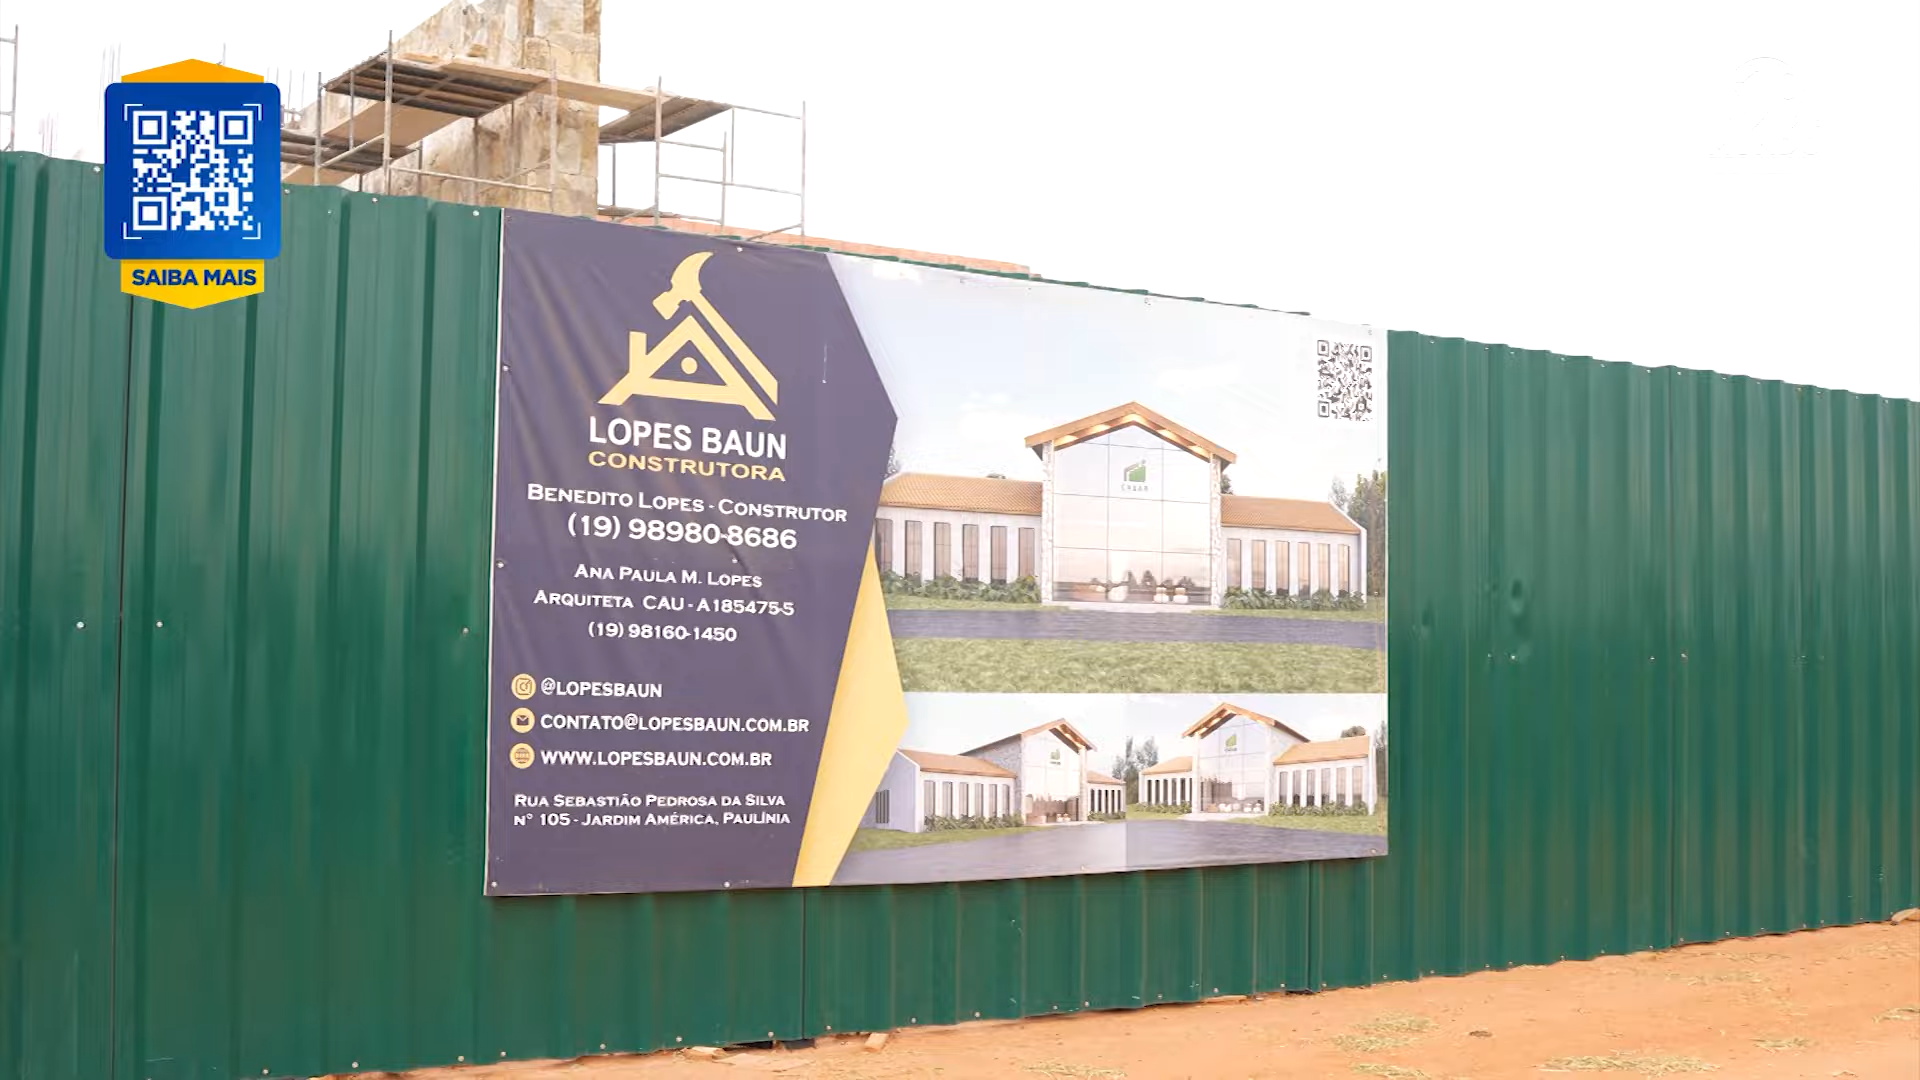 SAIBA MAIS
LOPES BAUN
CONSTRUTORA
BENEDITO LOPES - CONSTRUTOR
(19) 98980-8686
ANA PAULA M. LOPES
ARQUITETA CAU - A185475-5
(19) 98160-1450
@LOPESBAUN
CONTATO@LOPESBAUN.COM.BR
WWW.LOPESBAUN.COM.BR
RUA SEBASTIÃO PEDROSA DA SILVA
N° 105 - JARDIM AMÉRICA, PAULÍNIA